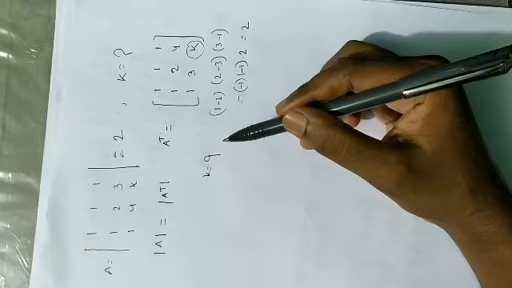 A = | 1 1 1 | = 2 , K = ?
1 2 3
1 4 K
|A| = |Aᵀ| Aᵀ = [ 1 1 1 ]
1 2 4
1 3 K
(1-2) (2-3) (3-1)
= (-1)(-1) 2 = 2
K = 9